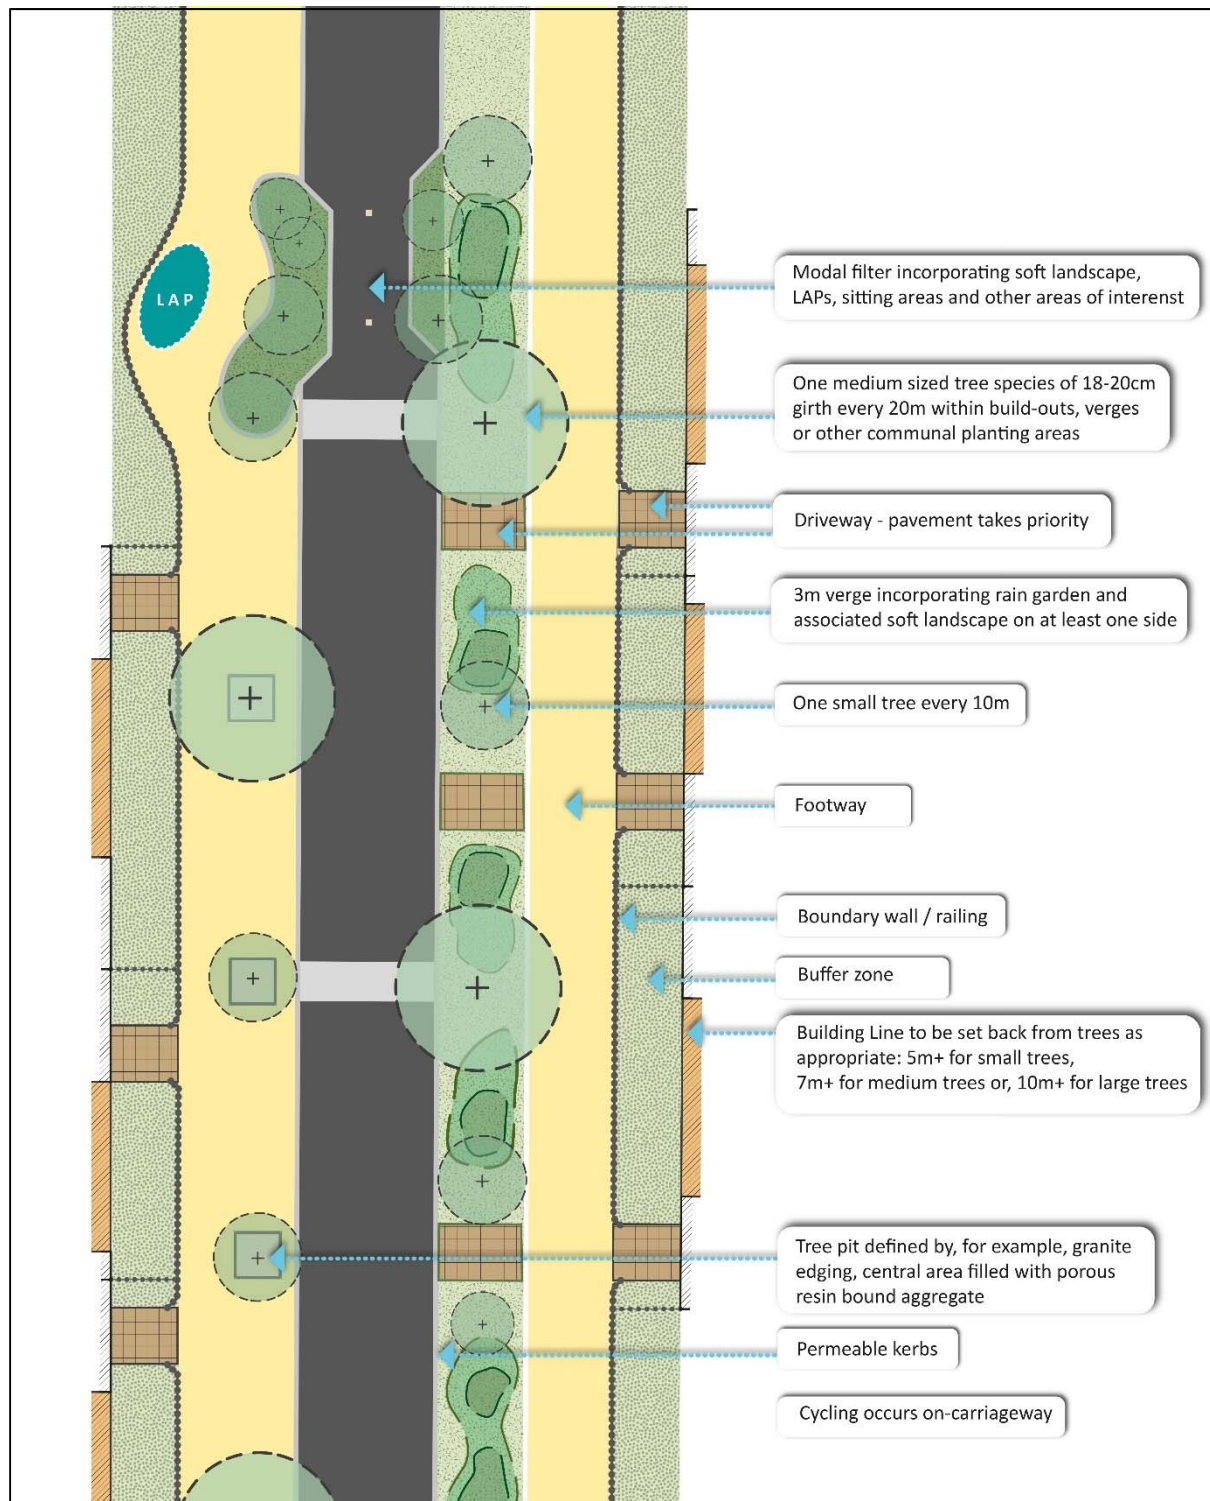 LAP
Modal filter incorporating soft landscape,
LAPs, sitting areas and other areas of interenst
One medium sized tree species of 18-20cm
girth every 20m within build-outs, verges
or other communal planting areas
Driveway - pavement takes priority
3m verge incorporating rain garden and
associated soft landscape on at least one side
One small tree every 10m
Footway
Boundary wall / railing
Buffer zone
Building Line to be set back from trees as
appropriate: 5m+ for small trees,
7m+ for medium trees or, 10m+ for large trees
Tree pit defined by, for example, granite
edging, central area filled with porous
resin bound aggregate
Permeable kerbs
Cycling occurs on-carriageway